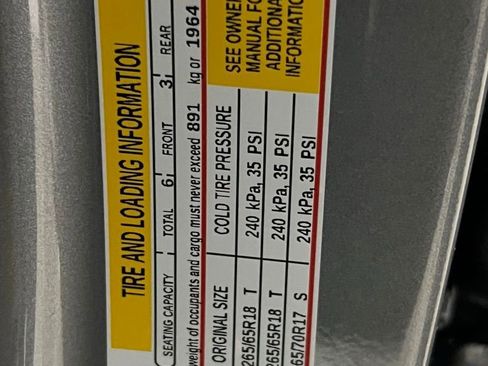 TIRE AND LOADING INFORMATION
SEATING CAPACITY TOTAL 6 FRONT 3 REAR
weight of occupants and cargo must never exceed 891 kg or 1964
ORIGINAL SIZE COLD TIRE PRESSURE SEE OWNER
MANUAL FO
ADDITIONA
INFORMATIO
265/65R18 T 240 kPa, 35 PSI
265/65R18 T 240 kPa, 35 PSI
65/70R17 S 240 kPa, 35 PSI